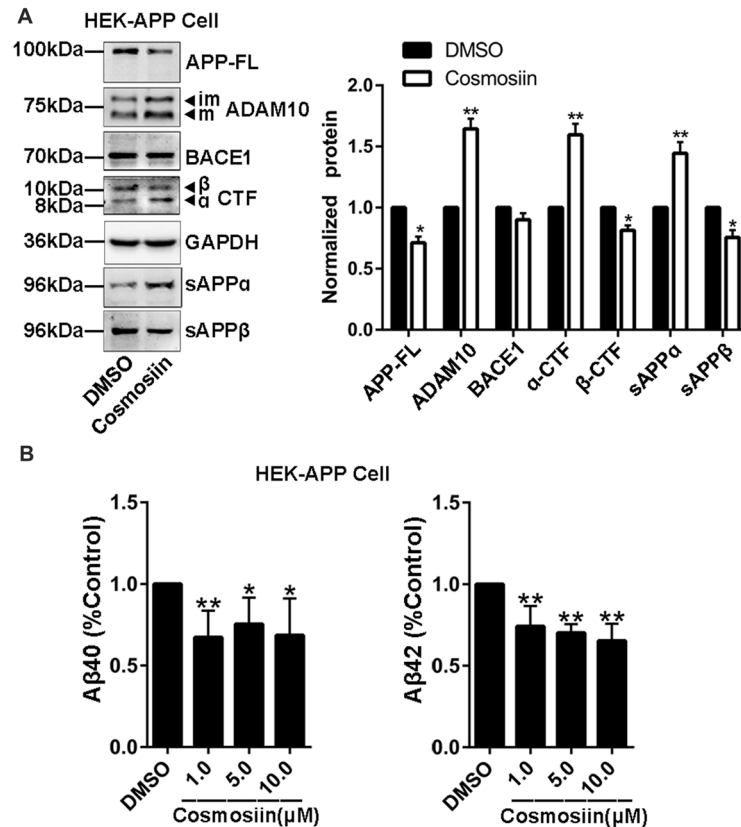 A
HEK-APP Cell
100kDa
APP-FL
75kDa
im
m
ADAM10
70kDa
BACE1
10kDa
8kDa
β
α
CTF
36kDa
GAPDH
96kDa
sAPPα
96kDa
sAPPβ
DMSO
Cosmosiin
DMSO
Cosmosiin
Normalized protein
2.0
1.5
1.0
0.5
0.0
*
**
**
*
**
*
APP-FL
ADAM10
BACE1
α-CTF
β-CTF
sAPPα
sAPPβ
B
HEK-APP Cell
Aβ40 (%Control)
1.5
1.0
0.5
0.0
**
*
*
DMSO
1.0
5.0
10.0
Cosmosiin(μM)
Aβ42 (%Control)
1.5
1.0
0.5
0.0
**
**
**
DMSO
1.0
5.0
10.0
Cosmosiin(μM)